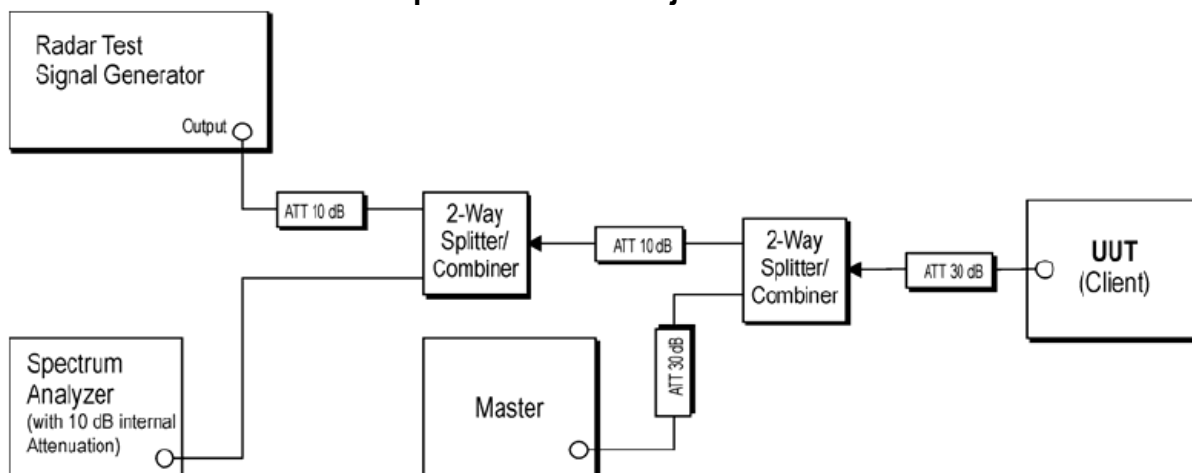 Radar Test
Signal Generator
Output
ATT 10 dB
2-Way
Splitter/
Combiner
ATT 10 dB
2-Way
Splitter/
Combiner
ATT 30 dB
UUT
(Client)
ATT 30 dB
Spectrum
Analyzer
(with 10 dB internal
Attenuation)
Master